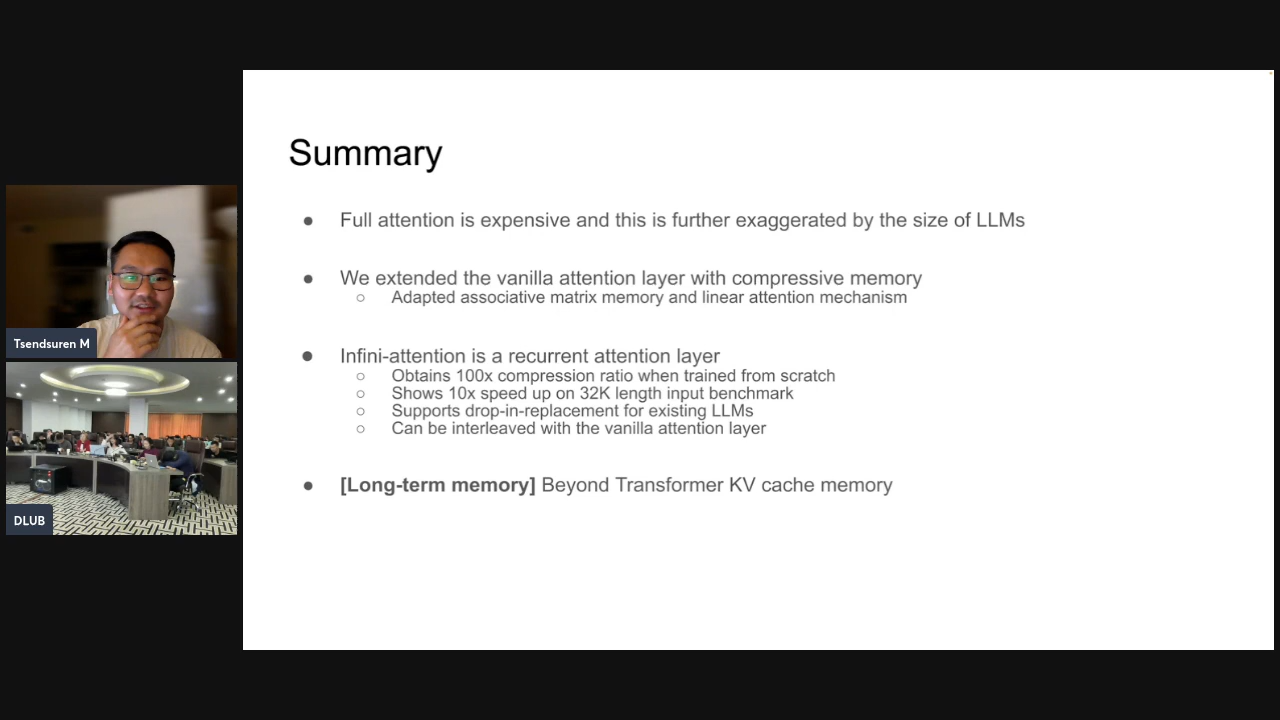 Summary
● Full attention is expensive and this is further exaggerated by the size of LLMs
● We extended the vanilla attention layer with compressive memory
○ Adapted associative matrix memory and linear attention mechanism
● Infini-attention is a recurrent attention layer
○ Obtains 100x compression ratio when trained from scratch
○ Shows 10x speed up on 32K length input benchmark
○ Supports drop-in-replacement for existing LLMs
○ Can be interleaved with the vanilla attention layer
● [Long-term memory] Beyond Transformer KV cache memory
Tsendsuren M
DLUB